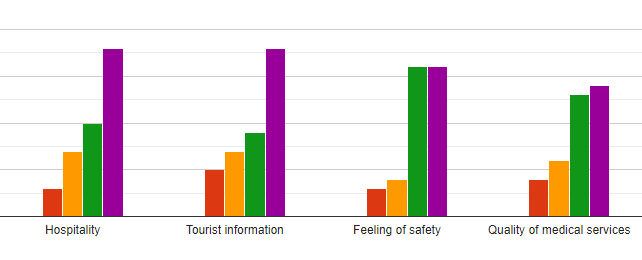 Hospitality
Tourist information
Feeling of safety
Quality of medical services